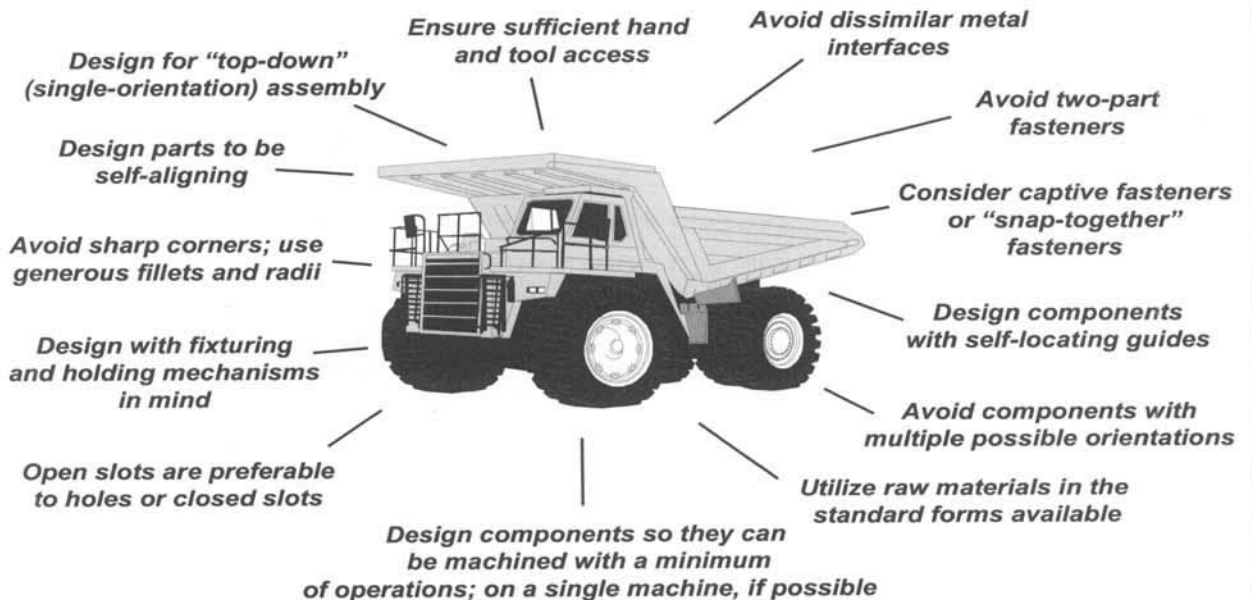 Ensure sufficient hand
and tool access
Avoid dissimilar metal
interfaces
Design for “top-down”
(single-orientation) assembly
Avoid two-part
fasteners
Design parts to be
self-aligning
Consider captive fasteners
or “snap-together”
fasteners
Avoid sharp corners; use
generous fillets and radii
Design components
with self-locating guides
Design with fixturing
and holding mechanisms
in mind
Avoid components with
multiple possible orientations
Open slots are preferable
to holes or closed slots
Utilize raw materials in the
standard forms available
Design components so they can
be machined with a minimum
of operations; on a single machine, if possible